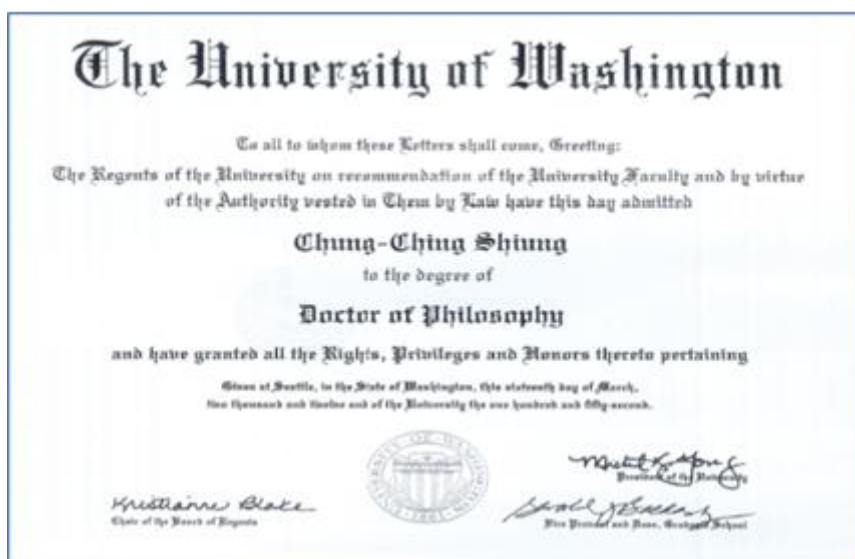 The University of Washington
To all to whom these Letters shall come, Greeting:
The Regents of the University on recommendation of the University Faculty and by virtue
of the Authority vested in Them by Law have this day admitted
Chung-Ching Shiung
to the degree of
Doctor of Philosophy
and have granted all the Rights, Privileges and Honors thereto pertaining
Given at Seattle, in the State of Washington, this sixteenth day of March,
two thousand and twelve and of the University the one hundred and fifty-second.
UNIVERSITY OF WASHINGTON
1861
President of the University
Kristianne Blake
Chair of the Board of Regents
Vice Provost and Dean, Graduate School